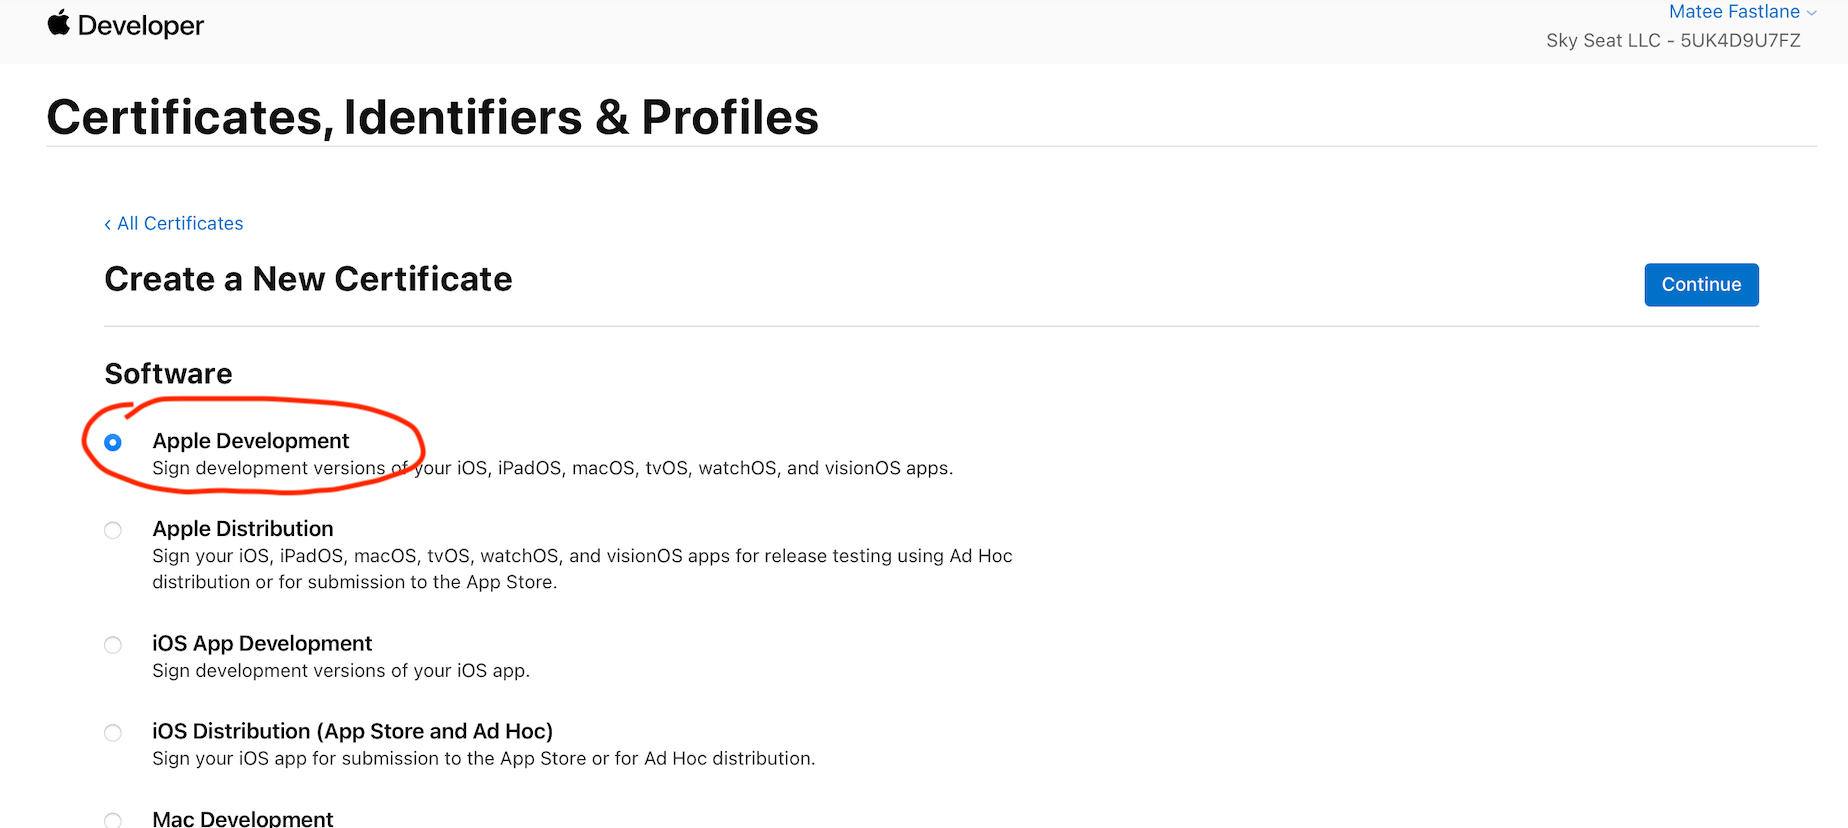 Developer
Matee Fastlane
Sky Seat LLC - 5UK4D9U7FZ
Certificates, Identifiers & Profiles
‹ All Certificates
Create a New Certificate
Continue
Software
Apple Development
Sign development versions of your iOS, iPadOS, macOS, tvOS, watchOS, and visionOS apps.
Apple Distribution
Sign your iOS, iPadOS, macOS, tvOS, watchOS, and visionOS apps for release testing using Ad Hoc
distribution or for submission to the App Store.
iOS App Development
Sign development versions of your iOS app.
iOS Distribution (App Store and Ad Hoc)
Sign your iOS app for submission to the App Store or for Ad Hoc distribution.
Mac Development